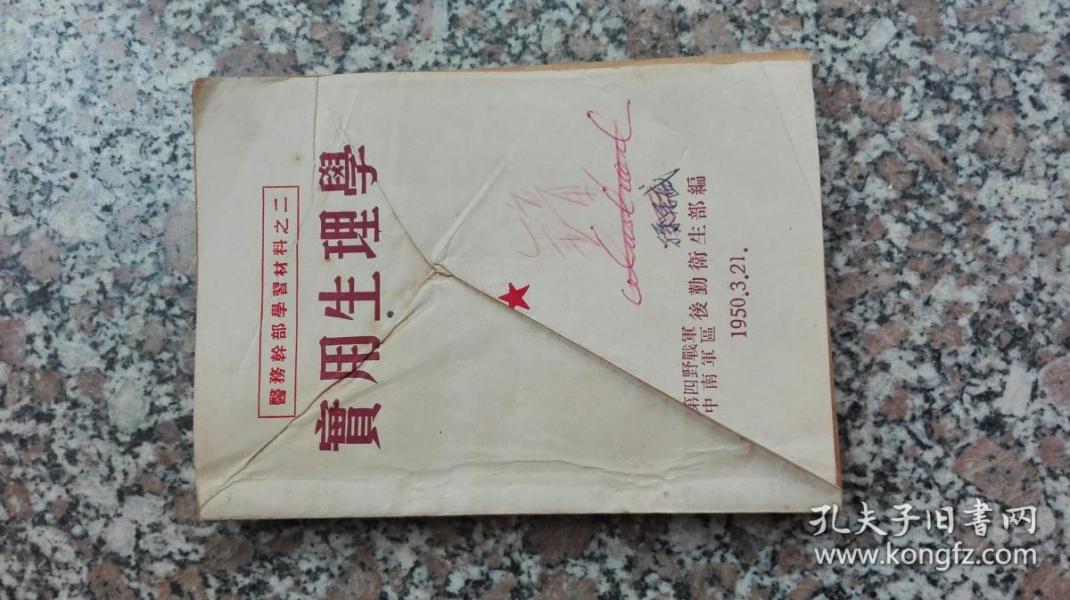 醫務幹部學習材料之二
實用生理學
第四野戰軍
中南軍區
後勤衛生部編
1950.3.21.
孔夫子旧书网
www.kongfz.com